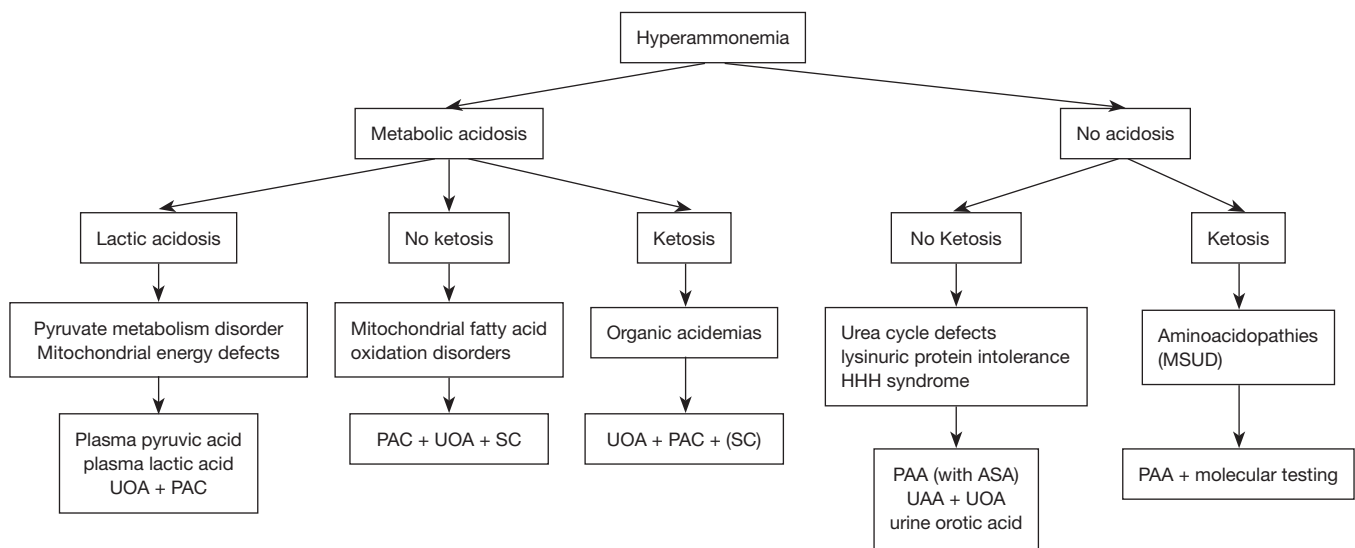 Hyperammonemia
Metabolic acidosis
No acidosis
Lactic acidosis
No ketosis
Ketosis
No Ketosis
Ketosis
Pyruvate metabolism disorder
Mitochondrial energy defects
Mitochondrial fatty acid
oxidation disorders
Organic acidemias
Urea cycle defects
lysinuric protein intolerance
HHH syndrome
Aminoacidopathies
(MSUD)
Plasma pyruvic acid
plasma lactic acid
UOA + PAC
PAC + UOA + SC
UOA + PAC + (SC)
PAA (with ASA)
UAA + UOA
urine orotic acid
PAA + molecular testing